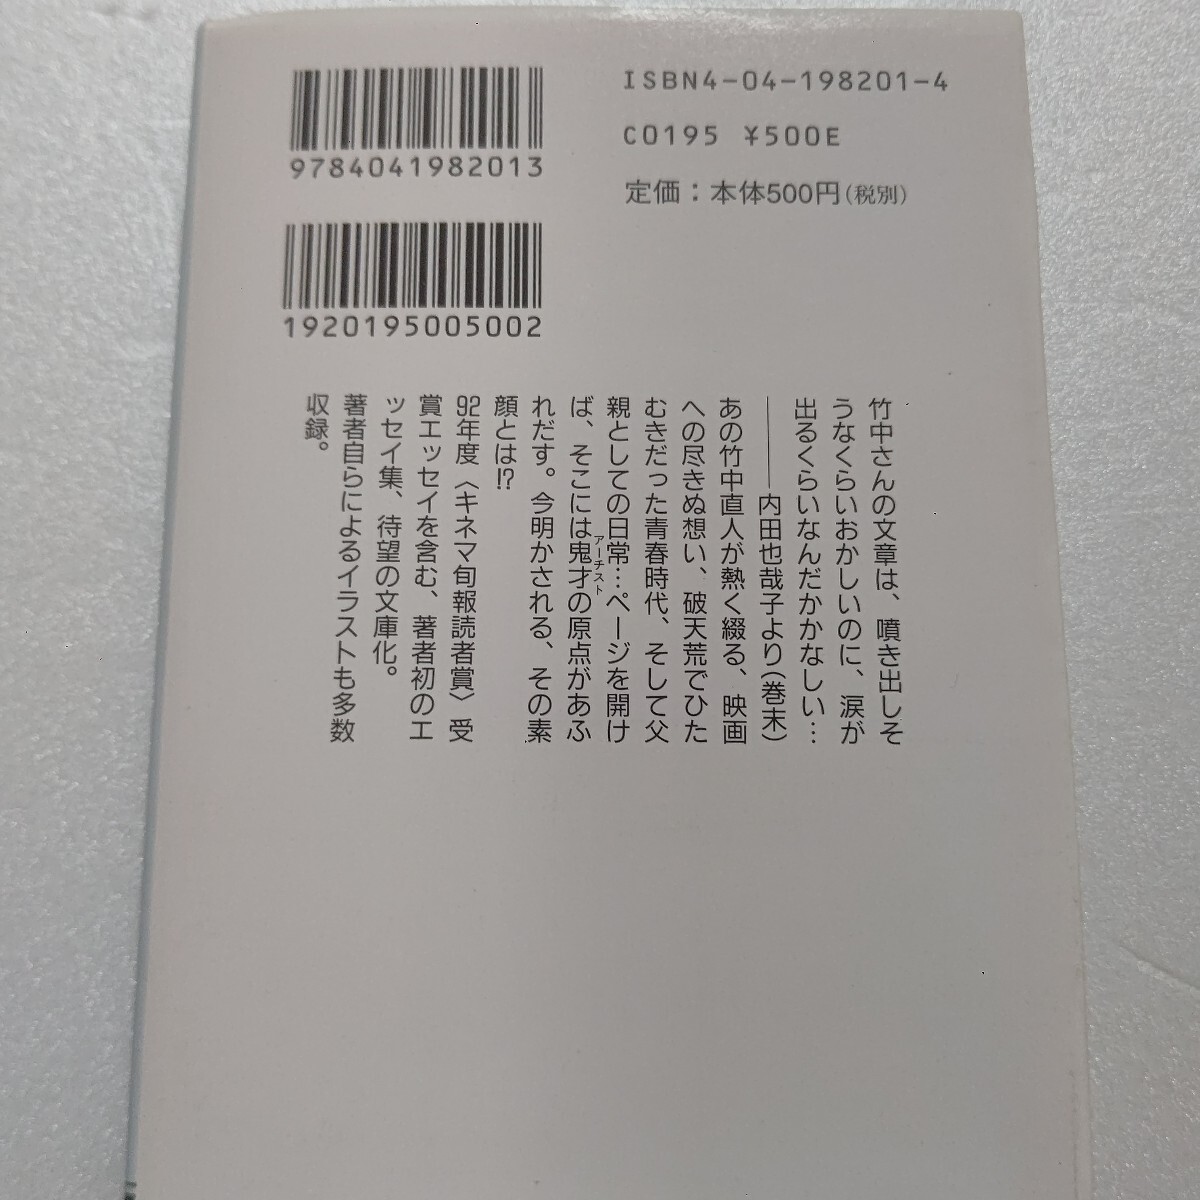 ISBN4-04-198201-4
C0195 ¥500E
定価：本体500円（税別）
9784041982013
1920195005002
竹中さんの文章は、噴き出しそ
うなくらいおかしいのに、涙が
出るくらいなんだかかなしい…
――内田也哉子より（巻末）
あの竹中直人が熱く綴る、映画
への尽きぬ想い、破天荒でひた
むきだった青春時代、そして父
親としての日常…ページを開け
ば、そこには鬼才の原点があふ
アーチスト
れだす。今明かされる、その素
顔とは!?
92年度〈キネマ旬報読者賞〉受
賞エッセイを含む、著者初のエ
ッセイ集、待望の文庫化。
著者自らによるイラストも多数
収録。